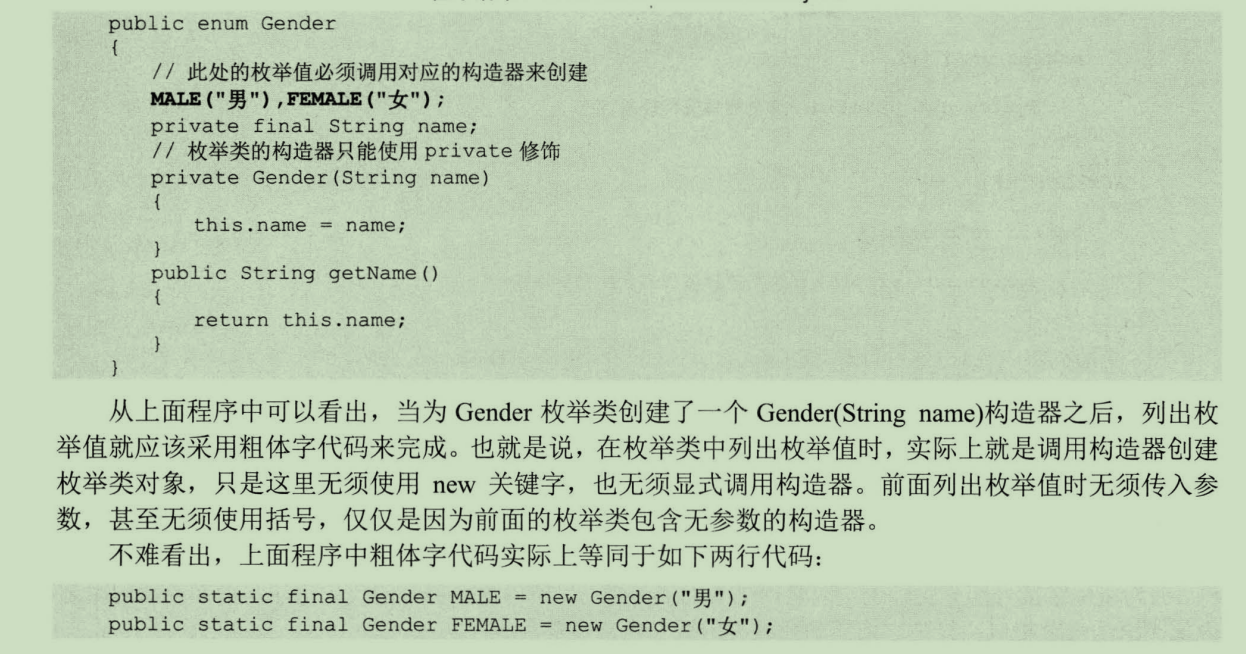 public enum Gender
{
// 此处的枚举值必须调用对应的构造器来创建
MALE("男"),FEMALE("女");
private final String name;
// 枚举类的构造器只能使用 private 修饰
private Gender(String name)
{
this.name = name;
}
public String getName()
{
return this.name;
}
}
从上面程序中可以看出，当为 Gender 枚举类创建了一个 Gender(String name)构造器之后，列出枚
举值就应该采用粗体字代码来完成。也就是说，在枚举类中列出枚举值时，实际上就是调用构造器创建
枚举类对象，只是这里无须使用 new 关键字，也无须显式调用构造器。前面列出枚举值时无须传入参
数，甚至无须使用括号，仅仅是因为前面的枚举类包含无参数的构造器。
不难看出，上面程序中粗体字代码实际上等同于如下两行代码：
public static final Gender MALE = new Gender("男");
public static final Gender FEMALE = new Gender("女");